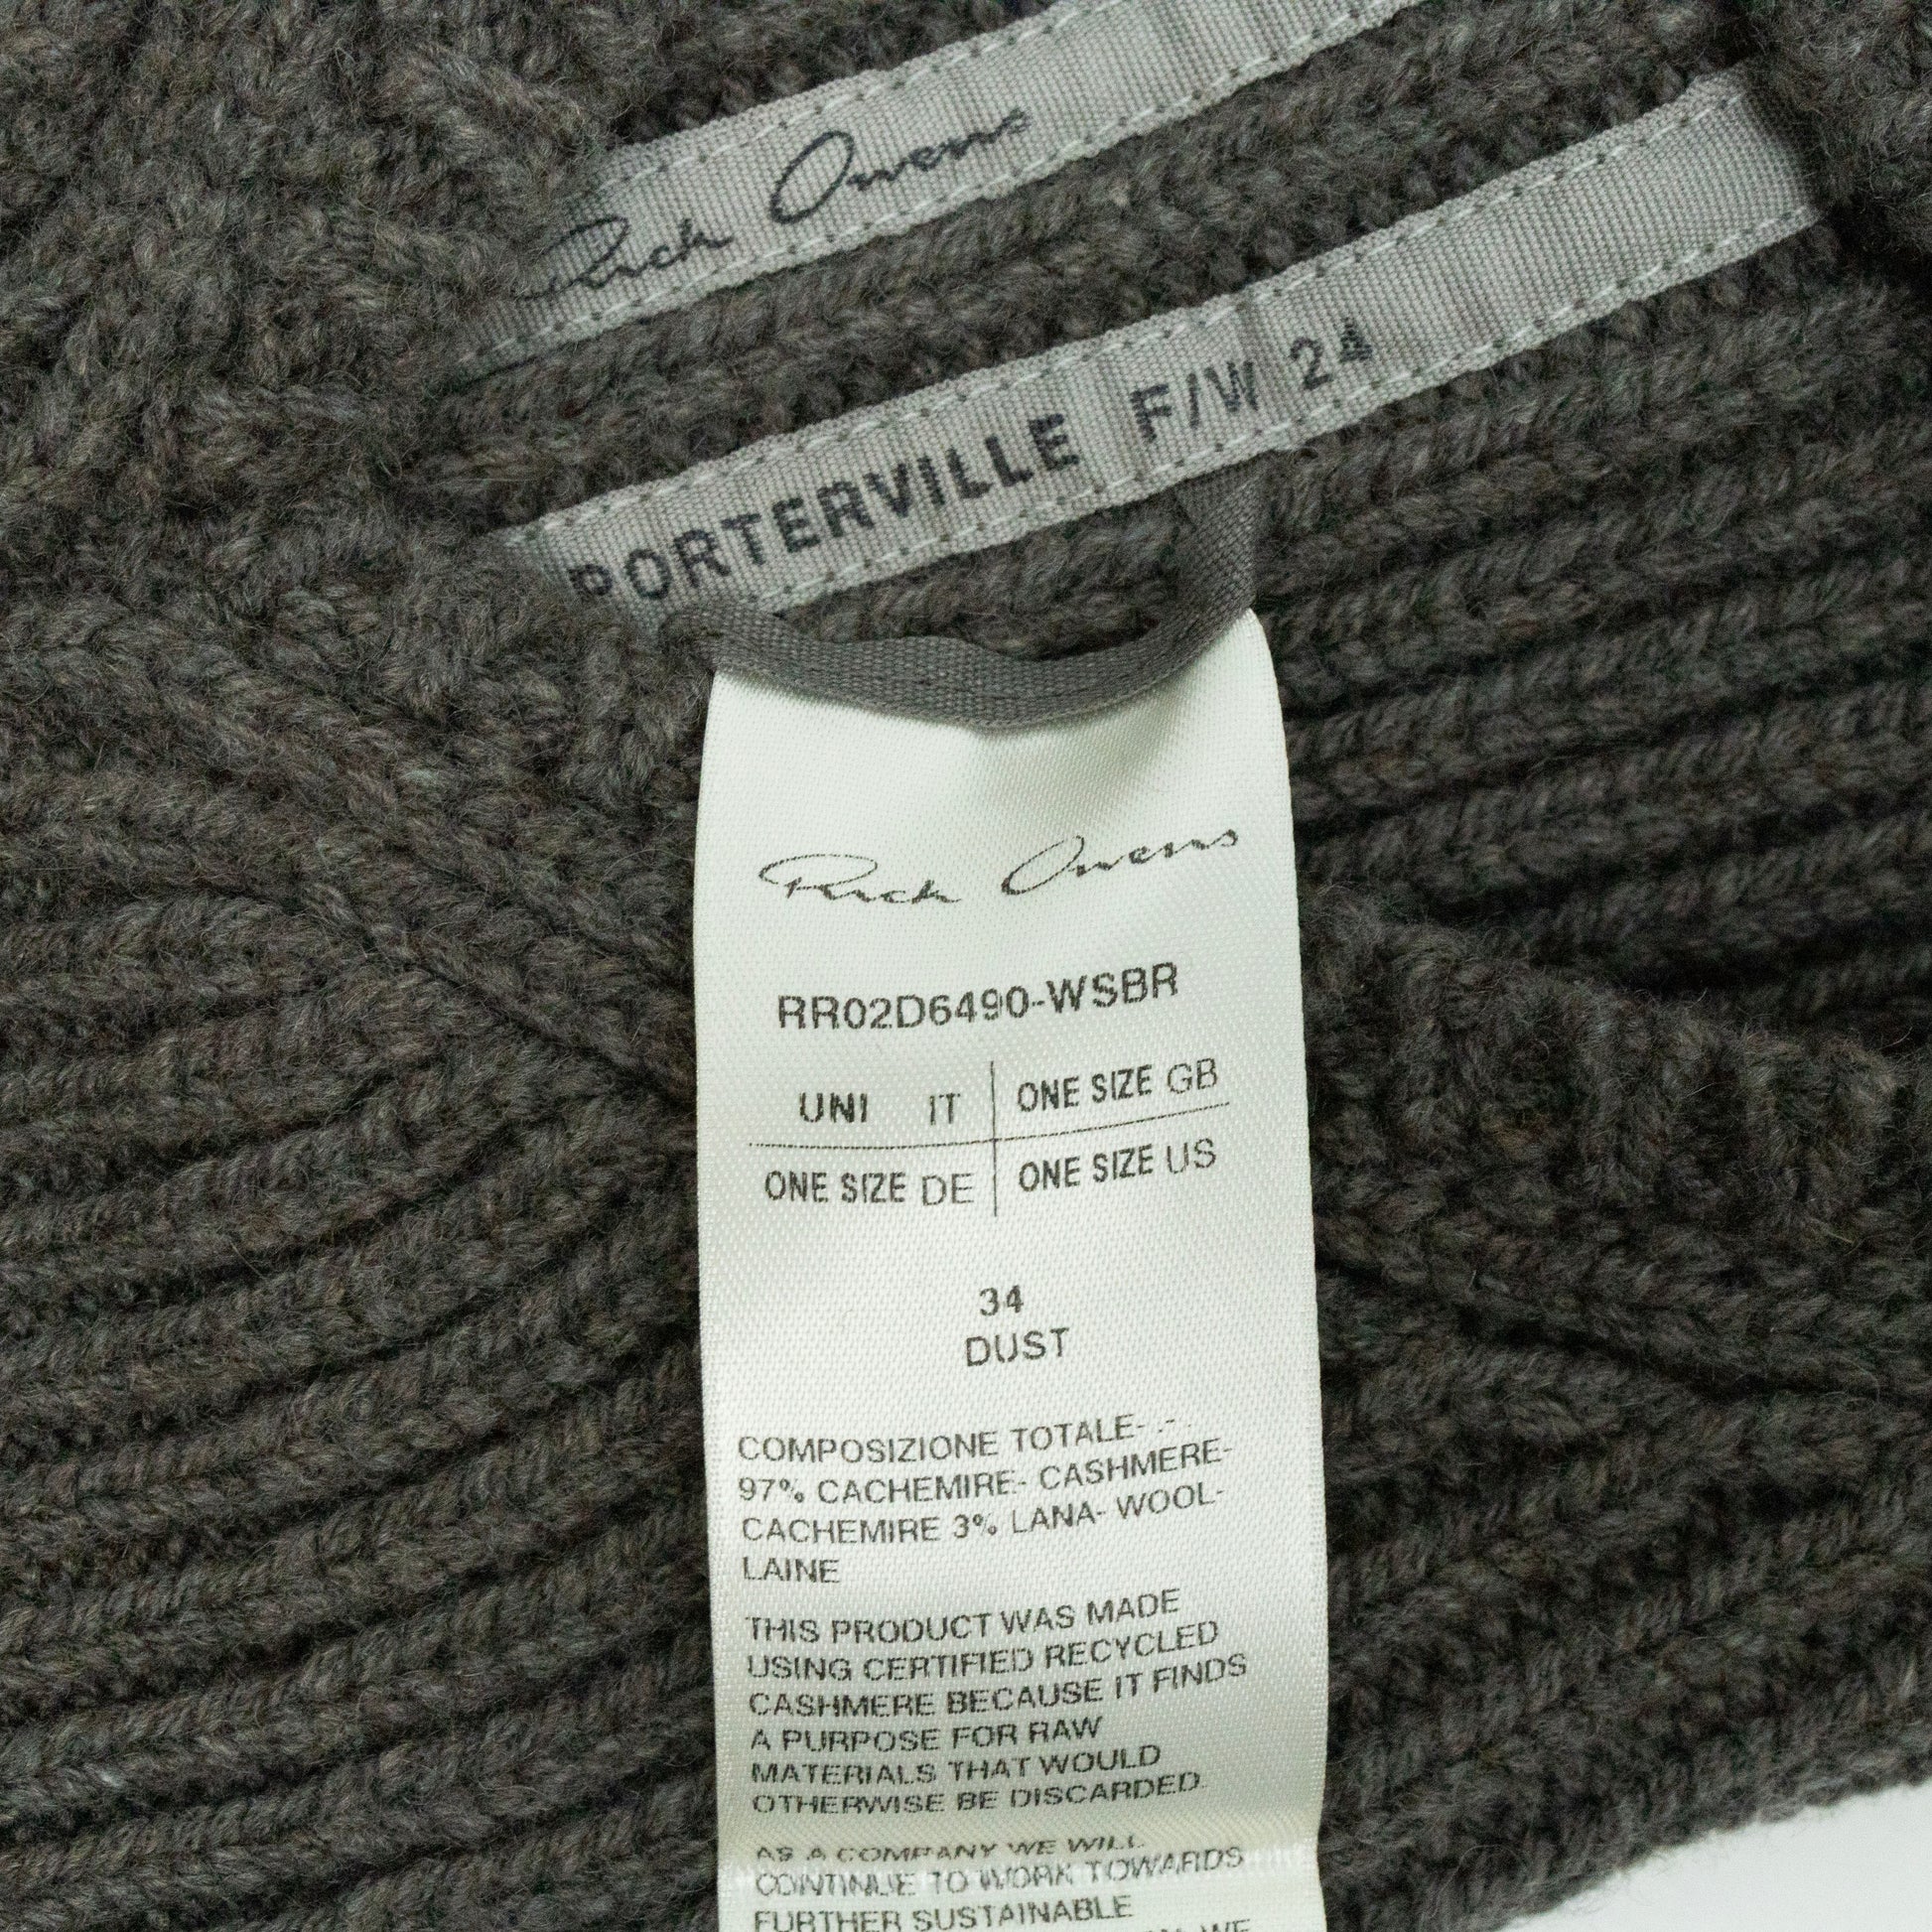 Rick Owens
PORTERVILLE F/W 24
Rick Owens
RR02D6490-WSBR
UNI IT ONE SIZE GB
ONE SIZE DE ONE SIZE US
34
DUST
COMPOSIZIONE TOTALE- .- .
97% CACHEMIRE- CASHMERE-
CACHEMIRE 3% LANA- WOOL-
LAINE
THIS PRODUCT WAS MADE
USING CERTIFIED RECYCLED
CASHMERE BECAUSE IT FINDS
A PURPOSE FOR RAW
MATERIALS THAT WOULD
OTHERWISE BE DISCARDED.
AS A COMPANY WE WILL
CONTINUE TO WORK TOWARDS
FURTHER SUSTAINABLE
WE